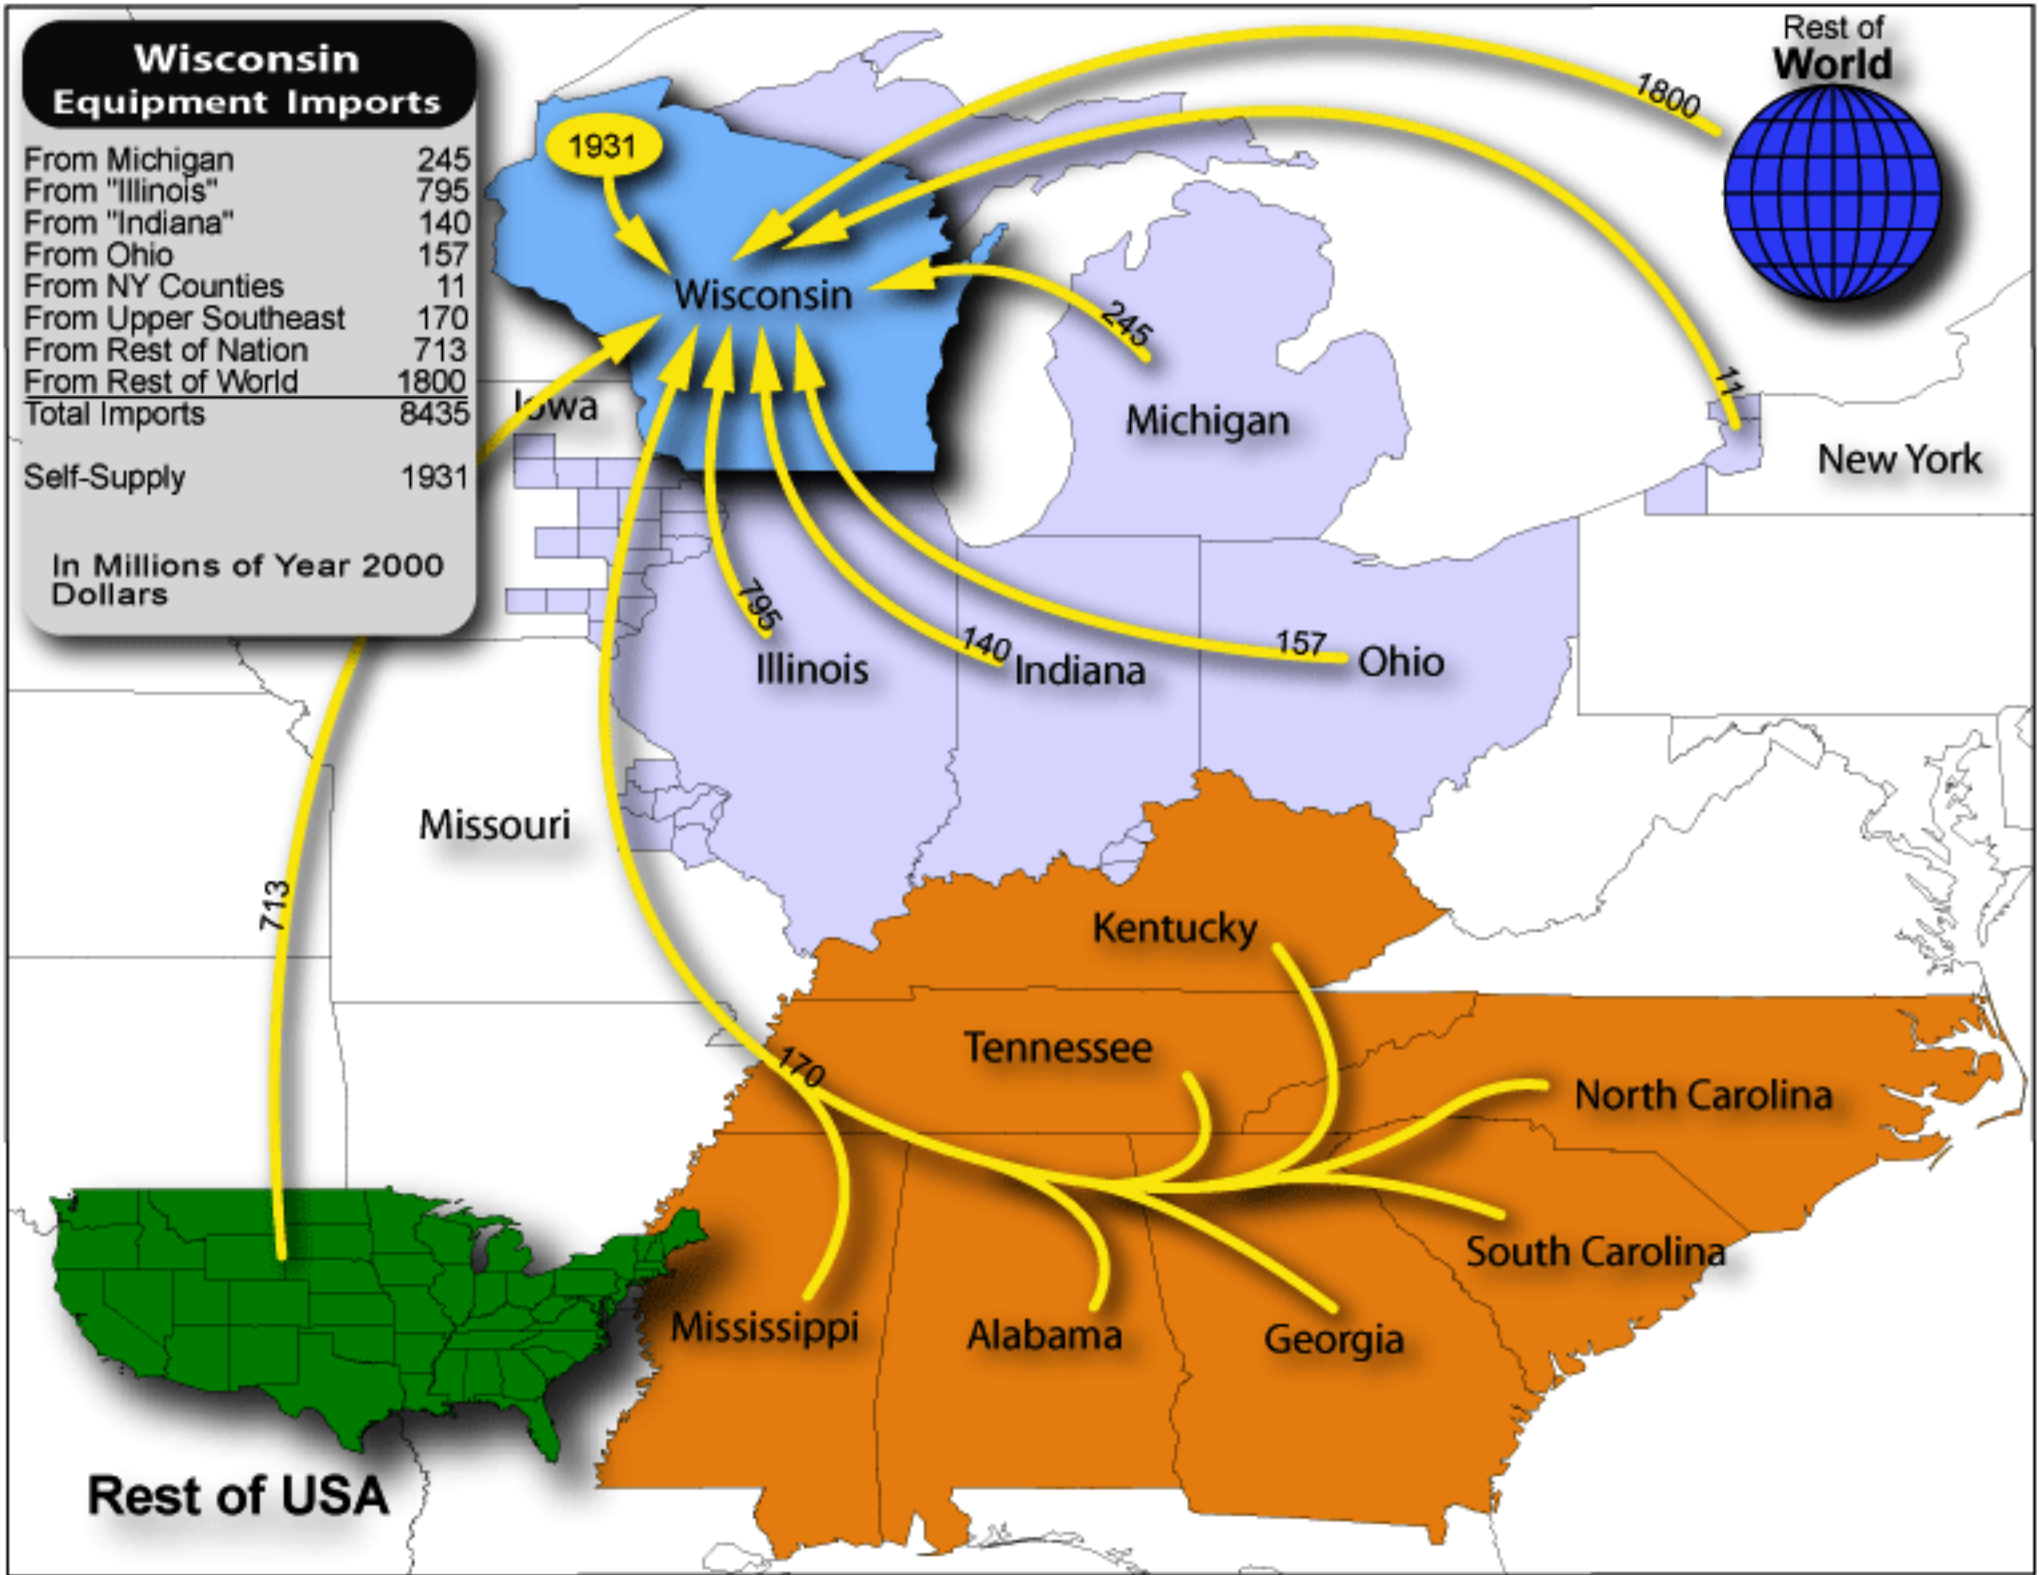 Wisconsin
Equipment Imports
From Michigan 245
From "Illinois" 795
From "Indiana" 140
From Ohio 157
From NY Counties 11
From Upper Southeast 170
From Rest of Nation 713
From Rest of World 1800
Total Imports 8435
Self-Supply 1931
In Millions of Year 2000
Dollars
Rest of
World
1800
1931
Wisconsin
245
11
Iowa
Michigan
New York
795
140
157
Illinois
Indiana
Ohio
Missouri
713
Kentucky
Tennessee
170
North Carolina
South Carolina
Mississippi
Alabama
Georgia
Rest of USA